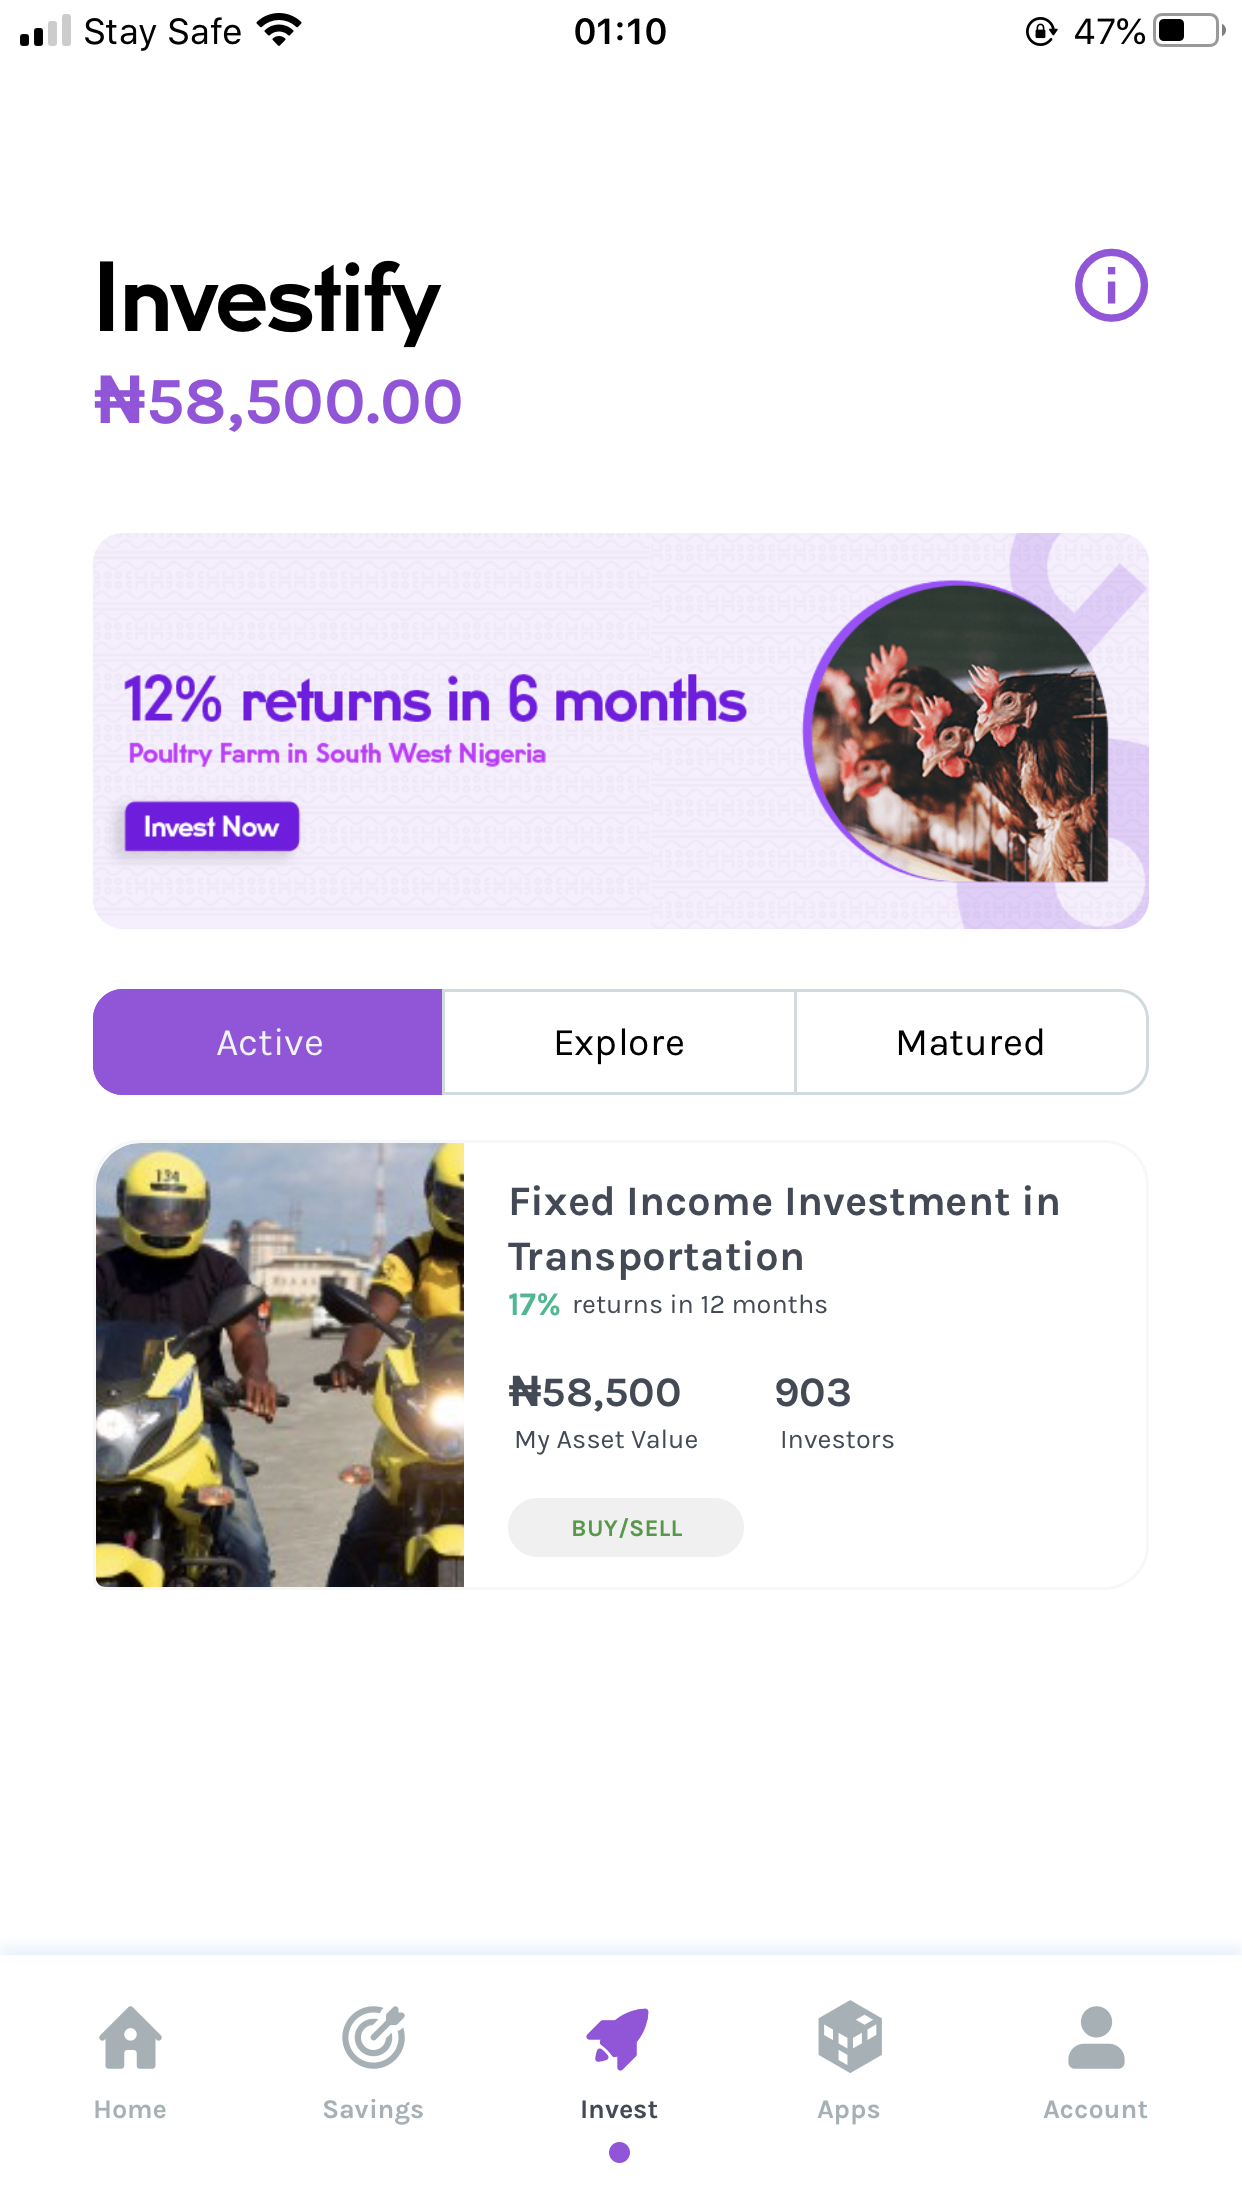 Stay Safe 01:10 47%
Investify
₦58,500.00
12% returns in 6 months
Poultry Farm in South West Nigeria
Invest Now
Active Explore Matured
134
Fixed Income Investment in
Transportation
17% returns in 12 months
₦58,500 903
My Asset Value Investors
BUY/SELL
Home Savings Invest Apps Account